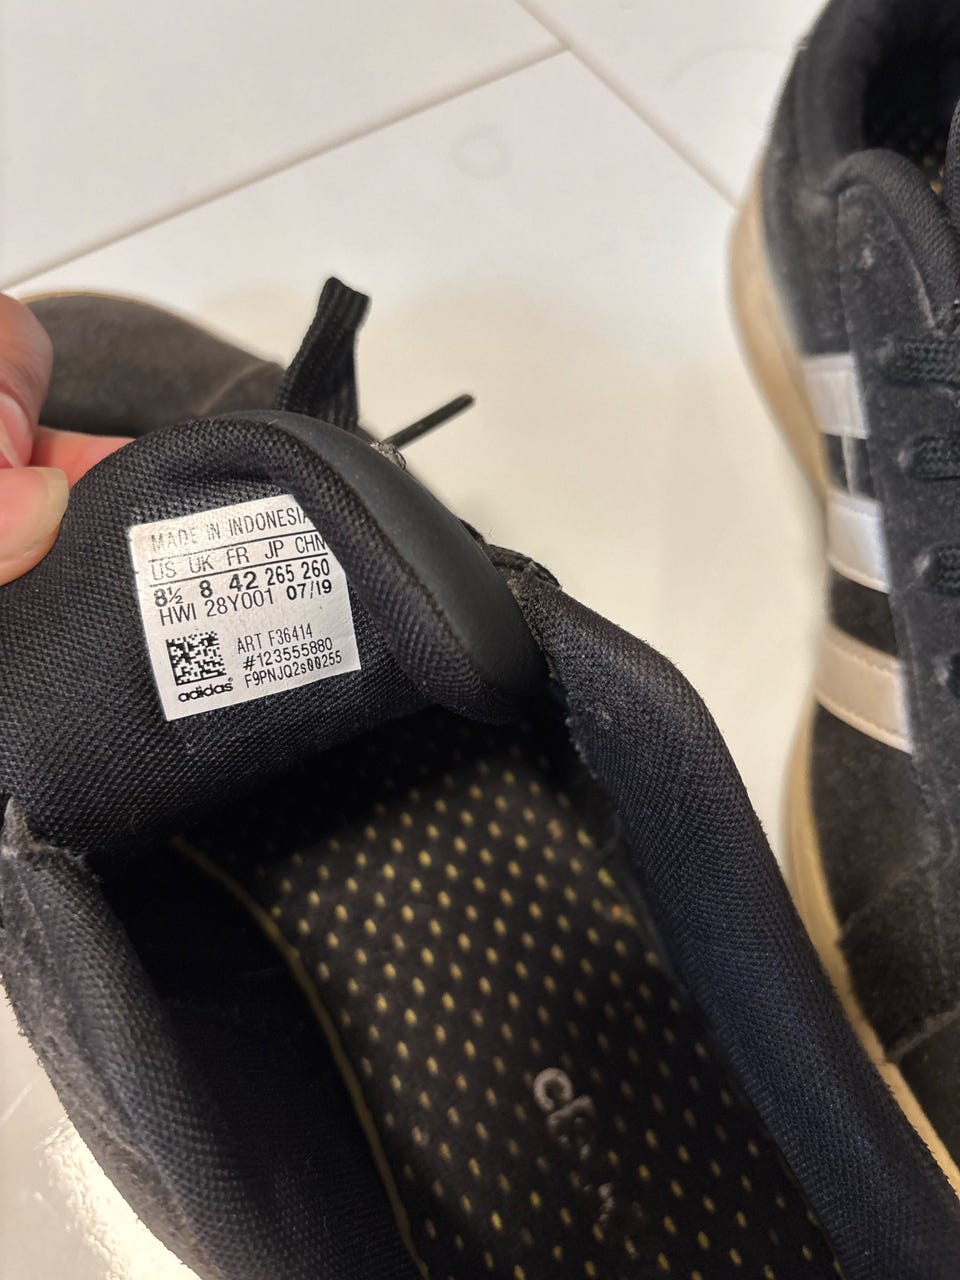 MADE IN INDONESIA
US UK FR JP CHN
8½ 8 42 265 260
HWI 28Y001 07/19
ART F36414
#123555880
F9PNJQ2s00255
adidas